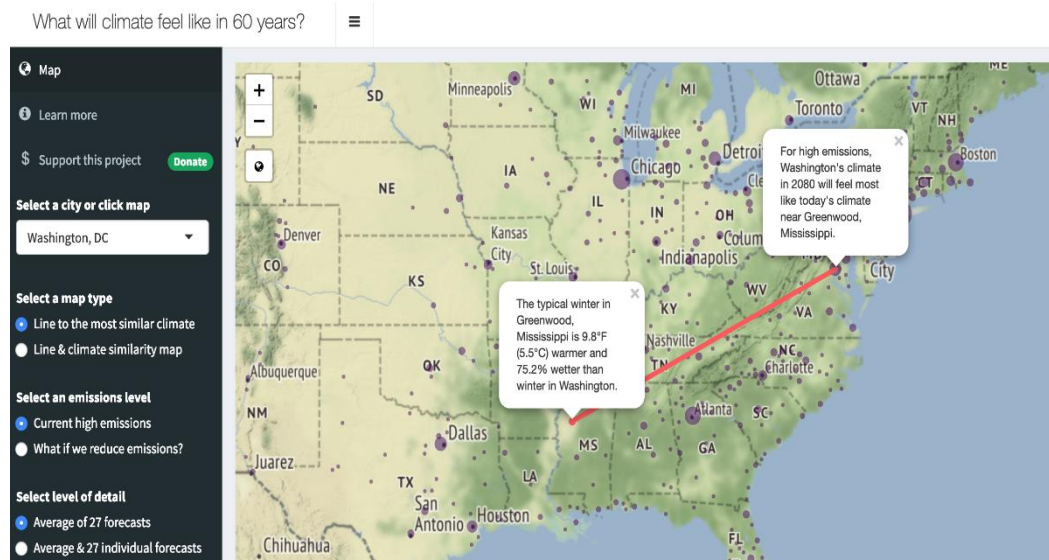 What will climate feel like in 60 years?
Map
Learn more
Support this project Donate
Select a city or click map
Washington, DC
Select a map type
Line to the most similar climate
Line & climate similarity map
Select an emissions level
Current high emissions
What if we reduce emissions?
Select level of detail
Average of 27 forecasts
Average & 27 individual forecasts
+
−
SD
Minneapolis
WI
MI
Ottawa
ME
Toronto
VT
NH
Milwaukee
Detroi
Boston
Chicago
Cle
CT
IA
NE
IL
IN
OH
Colum
Denver
Kansas
City
Indianapolis
CO
St. Louis
KS
WV
City
KY
VA
Nashville
TN
NC
Charlotte
Albuquerque
OK
Atlanta
SC
NM
Dallas
MS
AL
GA
Juarez
TX
LA
San
Antonio
Houston
FL
Chihuahua
For high emissions,
Washington's climate
in 2080 will feel most
like today's climate
near Greenwood,
Mississippi.
The typical winter in
Greenwood,
Mississippi is 9.8°F
(5.5°C) warmer and
75.2% wetter than
winter in Washington.